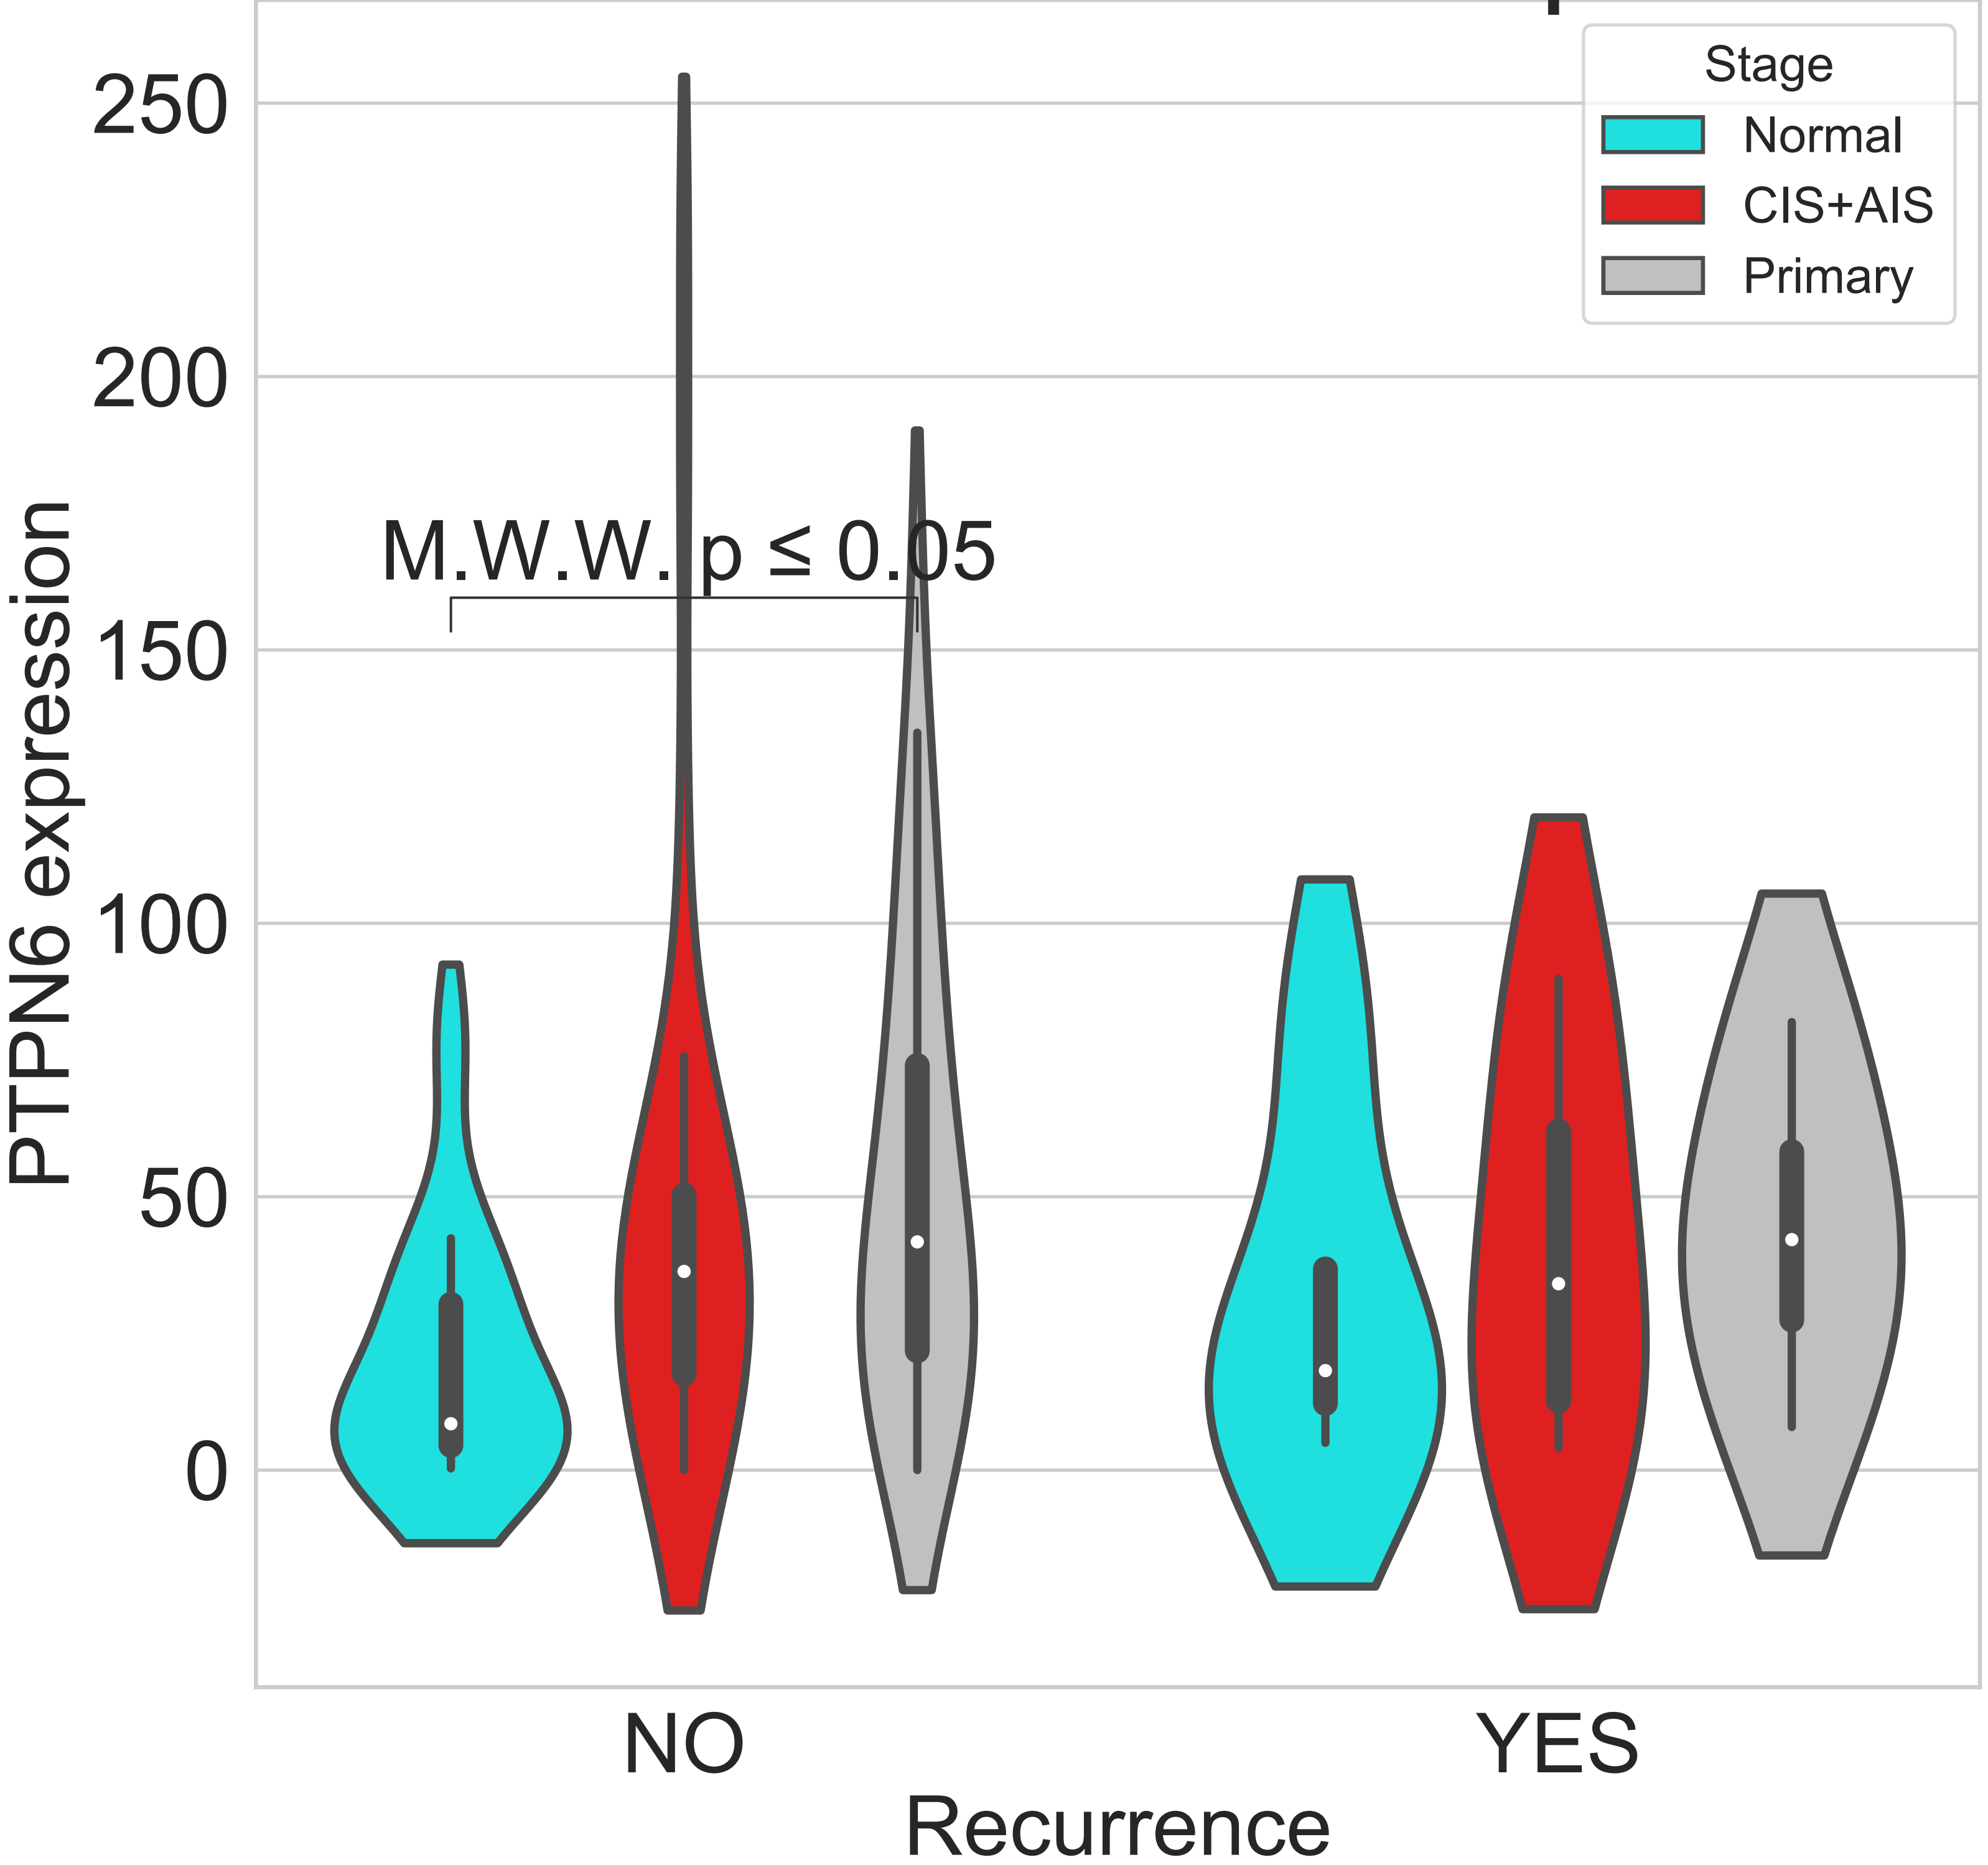 Stage
Normal
CIS+AIS
Primary
250
200
150
100
50
0
PTPN6 expression
M.W.W. p ≤ 0.05
NO
YES
Recurrence